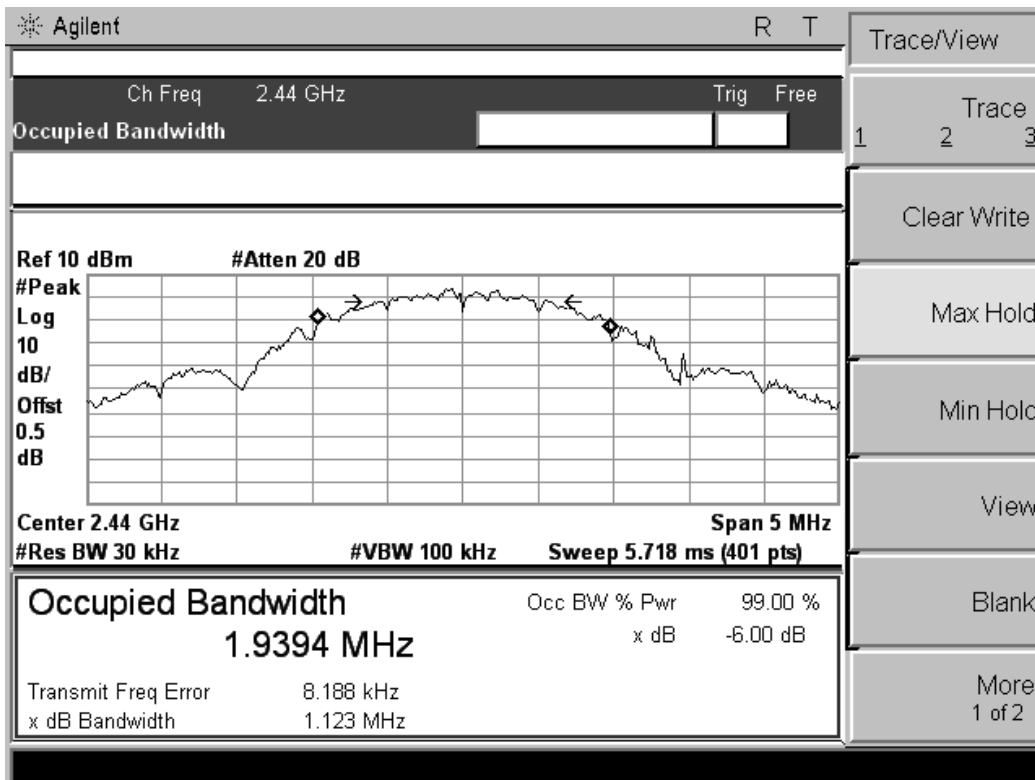 Agilent R T
Ch Freq 2.44 GHz Trig Free
Occupied Bandwidth
Ref 10 dBm #Atten 20 dB
#Peak
Log
10
dB/
Offst
0.5
dB
Center 2.44 GHz Span 5 MHz
#Res BW 30 kHz #VBW 100 kHz Sweep 5.718 ms (401 pts)
Occupied Bandwidth
1.9394 MHz
Occ BW % Pwr 99.00 %
x dB -6.00 dB
Transmit Freq Error 8.188 kHz
x dB Bandwidth 1.123 MHz
Trace/View
Trace
1 2 3
Clear Write
Max Hold
Min Hold
View
Blank
More
1 of 2